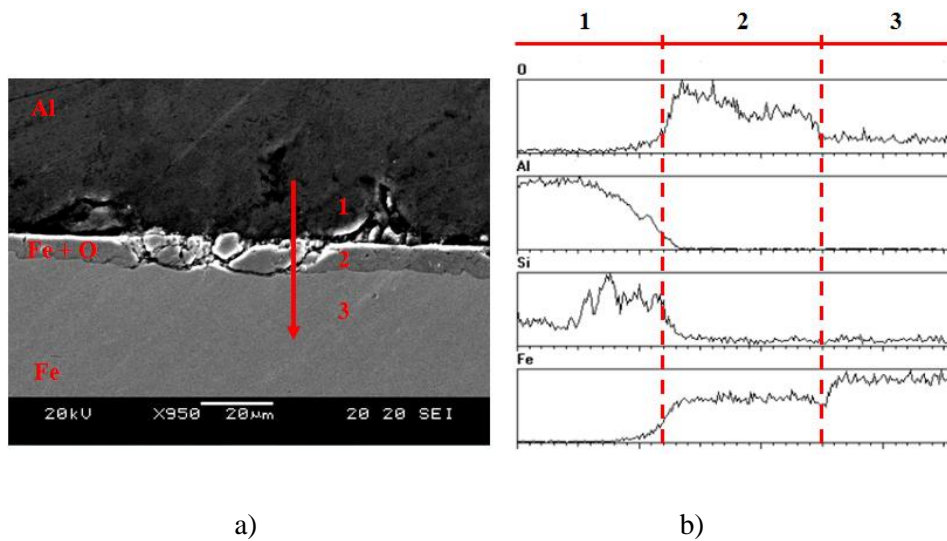 1 2 3
O
Al
Si
Fe
Al
1
Fe + O
2
3
Fe
20kV X950 20μm 20 20 SEI
a) b)